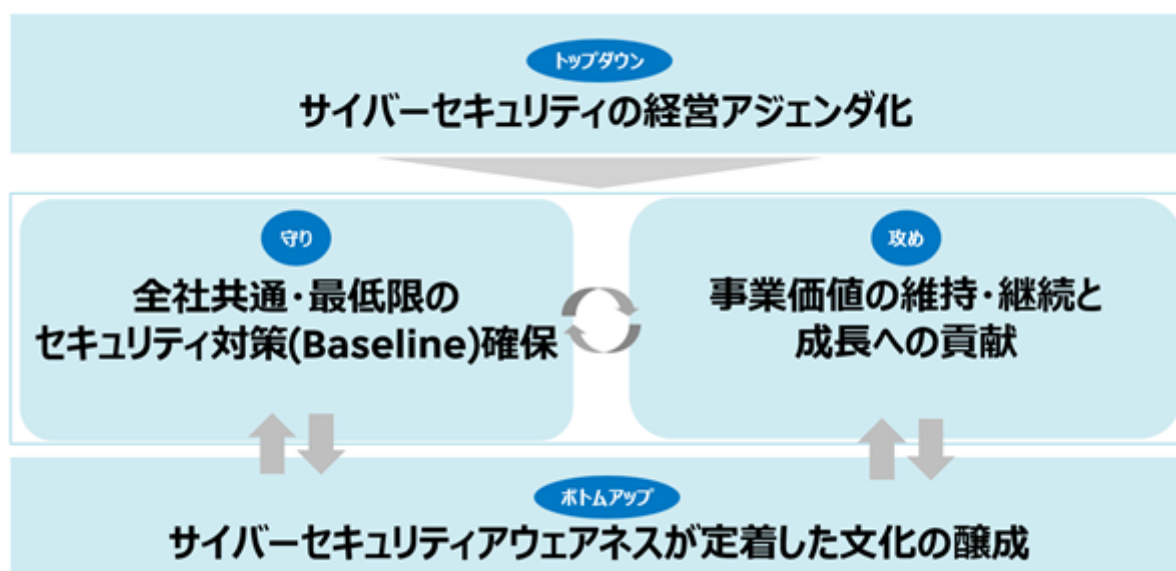 トップダウン
サイバーセキュリティの経営アジェンダ化
守り
全社共通・最低限の
セキュリティ対策(Baseline)確保
攻め
事業価値の維持・継続と
成長への貢献
ボトムアップ
サイバーセキュリティアウェアネスが定着した文化の醸成